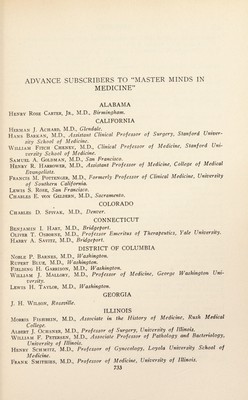 ADVANCE SUBSCRIBERS TO "MASTER MINDS IN
MEDICINE"
ALABAMA
HENRY ROSE CARTER, JR., M.D., Birmingham.
CALIFORNIA
HERMAN J. ACHARD, M.D., Glendale.
HANS BARKAN, M.D., Assistant Clinical Professor of Surgery, Stanford Univer-
sity School of Medicine.
WILLIAM FITCH CHENEY, M.D., Clinical Professor of Medicine, Stanford Uni-
versity School of Medicine.
SAMUEL A. GOLDMAN, M.D., San Francisco.
HENRY R. HARROWER, M.D., Assistant Professor of Medicine, College of Medical
Evangelists.
FRANCIS M. POTTENGER, M.D., Formerly Professor of Clinical Medicine, University
of Southern California.
LEWIS S. ROSE, San Francisco.
CHARLES E. VON GELDERN, M.D., Sacramento.
COLORADO
CHARLES D. SPIVAK, M.D., Denver.
CONNECTICUT
BENJAMIN I. HART, M.D., Bridgeport.
OLIVER T. OSBORNE, M.D., Professor Emeritus of Therapeutics, Yale University.
HARRY A. SAVITZ, M.D., Bridgeport.
DISTRICT OF COLUMBIA
NOBLE P. BARNES, M.D., Washington.
RUPERT BLUE, M.D., Washington.
FIELDING H. GARRISON, M.D., Washington.
WILLIAM J. MALLORY, M.D., Professor of Medicine, George Washington Uni-
versity.
LEWIS H. TAYLOR, M.D., Washington.
GEORGIA
J. H. WILSON, Rossville.
ILLINOIS
MORRIS FISHBEIN, M.D., Associate in the History of Medicine, Rush Medical
College.
ALBERT J. OCHSNER, M.D., Professor of Surgery, University of Illinois.
WILLIAM F. PETERSEN, M.D., Associate Professor of Pathology and Bacteriology,
University of Illinois.
HENRY SCHMITZ, M.D., Professor of Gynecology, Loyola University School of
Medicine.
FRANK SMITHIES, M.D., Professor of Medicine, University of Illinois.
733